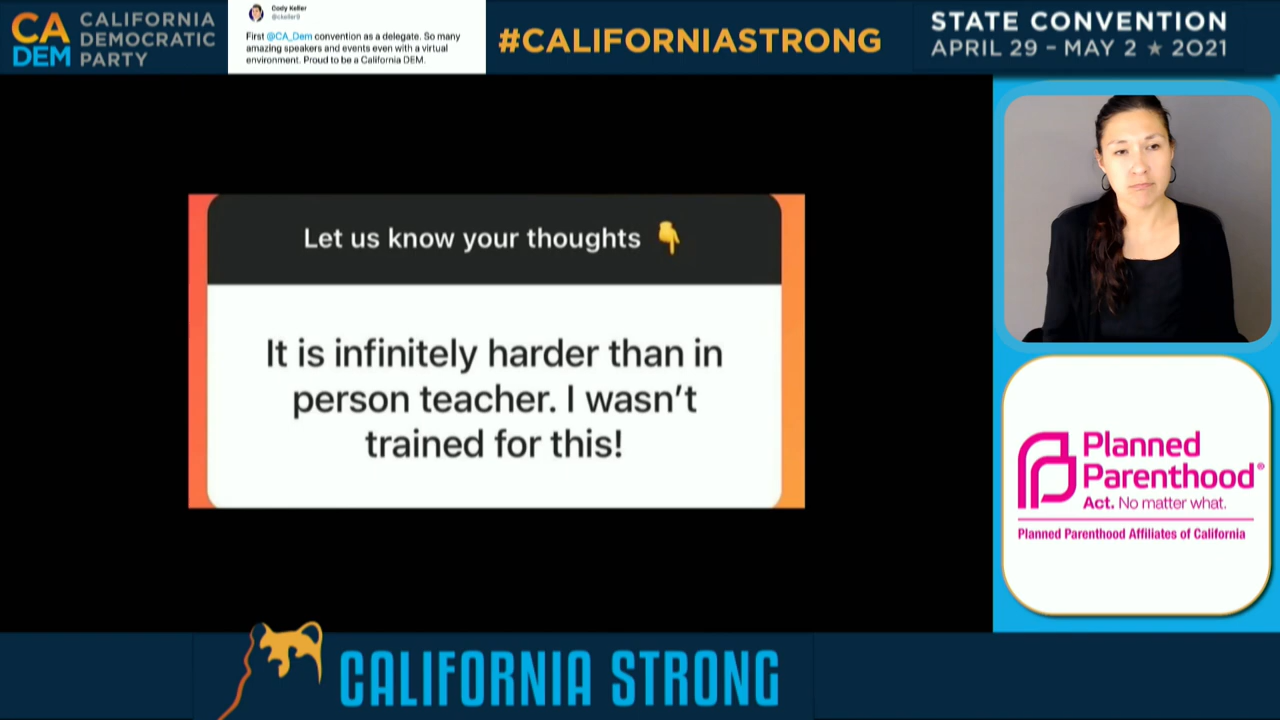 CA
DEM
CALIFORNIA
DEMOCRATIC
PARTY
Cody Keller
@ckeller9
First @CA_Dem convention as a delegate. So many
amazing speakers and events even with a virtual
environment. Proud to be a California DEM.
#CALIFORNIASTRONG
STATE CONVENTION
APRIL 29 – MAY 2 ★ 2021
Let us know your thoughts 👇
It is infinitely harder than in
person teacher. I wasn't
trained for this!
Planned
Parenthood®
Act. No matter what.
Planned Parenthood Affiliates of California
CALIFORNIA STRONG